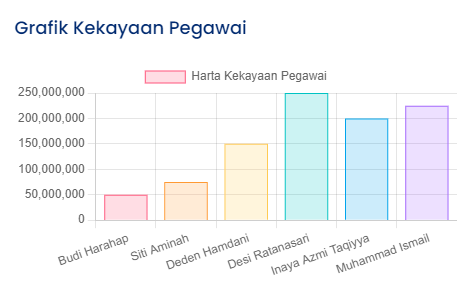 Grafik Kekayaan Pegawai
Harta Kekayaan Pegawai
250,000,000
200,000,000
150,000,000
100,000,000
50,000,000
0
Budi Harahap
Siti Aminah
Deden Hamdani
Desi Ratanasari
Inaya Azmi Taqiyya
Muhammad Ismail